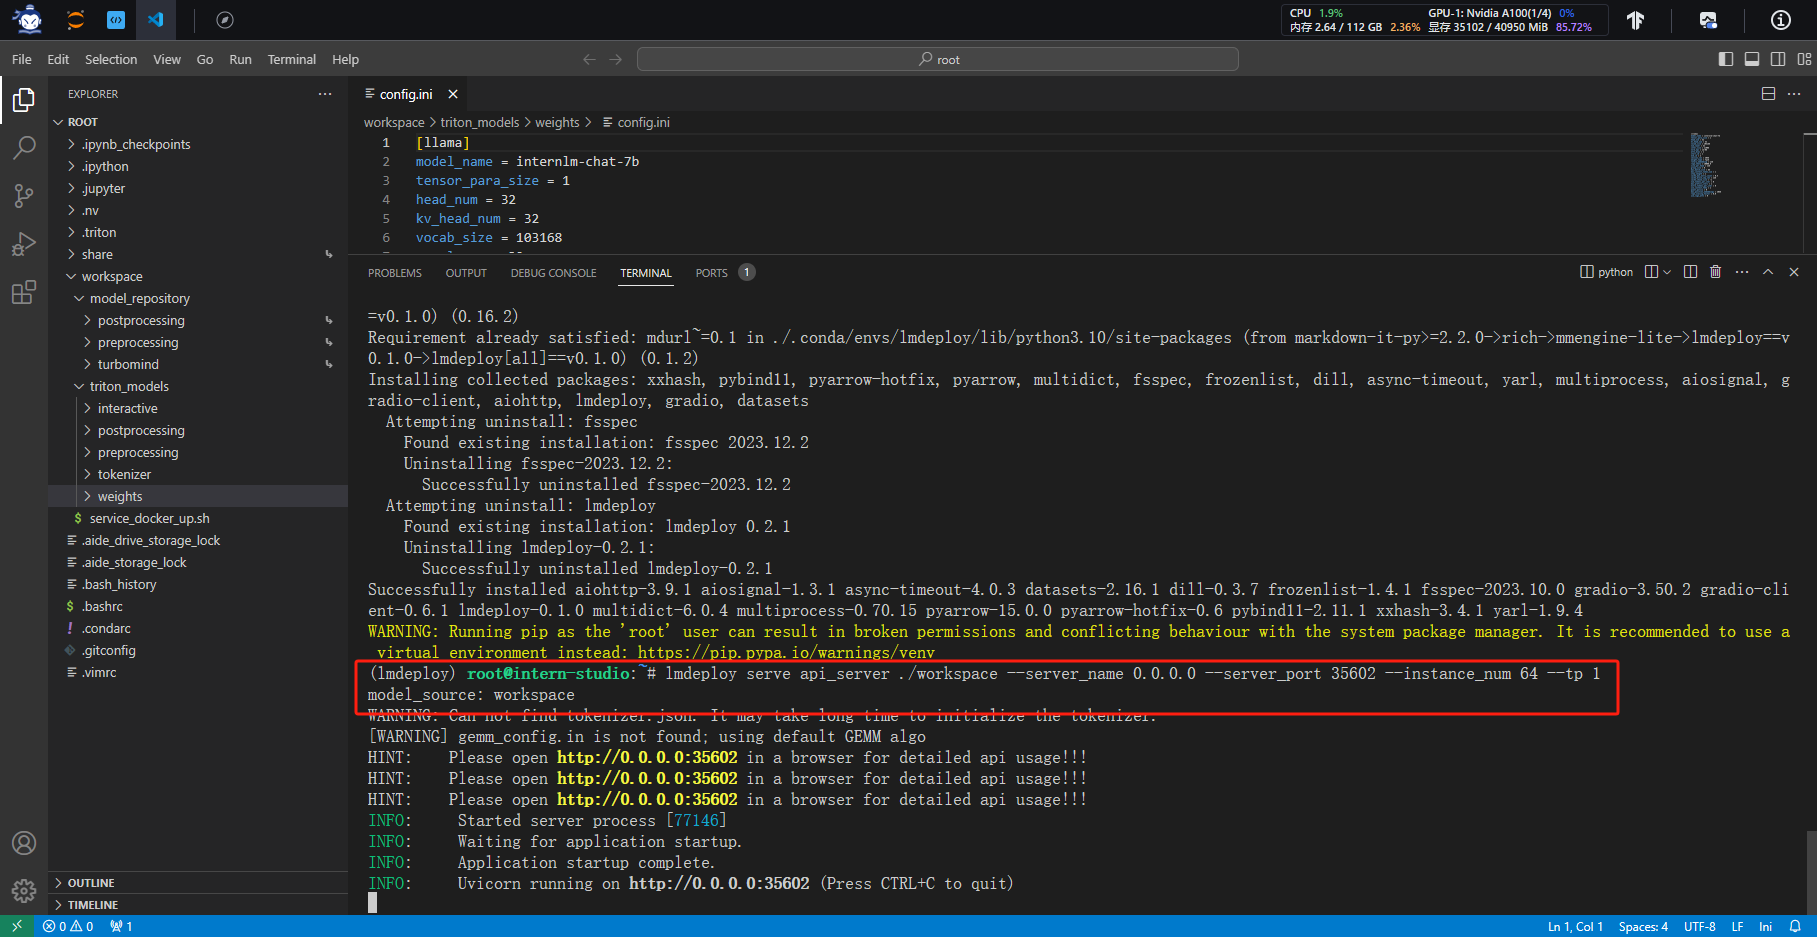 CPU 1.9% GPU-1: Nvidia A100(1/4) 0%
内存 2.64 / 112 GB 2.36% 显存 35102 / 40950 MiB 85.72%
File Edit Selection View Go Run Terminal Help
root
EXPLORER
ROOT
.ipynb_checkpoints
.ipython
.jupyter
.nv
.triton
share
workspace
model_repository
postprocessing
preprocessing
turbomind
triton_models
interactive
postprocessing
preprocessing
tokenizer
weights
service_docker_up.sh
.aide_drive_storage_lock
.aide_storage_lock
.bash_history
.bashrc
.condarc
.gitconfig
.vimrc
OUTLINE
TIMELINE
config.ini
workspace > triton_models > weights > config.ini
1 [llama]
2 model_name = internlm-chat-7b
3 tensor_para_size = 1
4 head_num = 32
5 kv_head_num = 32
6 vocab_size = 103168
PROBLEMS OUTPUT DEBUG CONSOLE TERMINAL PORTS 1
python
=v0.1.0) (0.16.2)
Requirement already satisfied: mdurl~=0.1 in ./.conda/envs/lmdeploy/lib/python3.10/site-packages (from markdown-it-py>=2.2.0->rich->mmengine-lite->lmdeploy==v
0.1.0->lmdeploy[all]==v0.1.0) (0.1.2)
Installing collected packages: xxhash, pybind11, pyarrow-hotfix, pyarrow, multidict, fsspec, frozenlist, dill, async-timeout, yarl, multiprocess, aiosignal, g
radio-client, aiohttp, lmdeploy, gradio, datasets
Attempting uninstall: fsspec
Found existing installation: fsspec 2023.12.2
Uninstalling fsspec-2023.12.2:
Successfully uninstalled fsspec-2023.12.2
Attempting uninstall: lmdeploy
Found existing installation: lmdeploy 0.2.1
Uninstalling lmdeploy-0.2.1:
Successfully uninstalled lmdeploy-0.2.1
Successfully installed aiohttp-3.9.1 aiosignal-1.3.1 async-timeout-4.0.3 datasets-2.16.1 dill-0.3.7 frozenlist-1.4.1 fsspec-2023.10.0 gradio-3.50.2 gradio-cli
ent-0.6.1 lmdeploy-0.1.0 multidict-6.0.4 multiprocess-0.70.15 pyarrow-15.0.0 pyarrow-hotfix-0.6 pybind11-2.11.1 xxhash-3.4.1 yarl-1.9.4
WARNING: Running pip as the 'root' user can result in broken permissions and conflicting behaviour with the system package manager. It is recommended to use a
virtual environment instead: https://pip.pypa.io/warnings/venv
(lmdeploy) root@intern-studio:~# lmdeploy serve api_server ./workspace --server_name 0.0.0.0 --server_port 35602 --instance_num 64 --tp 1
model_source: workspace
WARNING: Can not find tokenizer.json. It may take long time to initialize the tokenizer.
[WARNING] gemm_config.in is not found; using default GEMM algo
HINT: Please open http://0.0.0.0:35602 in a browser for detailed api usage!!!
HINT: Please open http://0.0.0.0:35602 in a browser for detailed api usage!!!
HINT: Please open http://0.0.0.0:35602 in a browser for detailed api usage!!!
INFO: Started server process [77146]
INFO: Waiting for application startup.
INFO: Application startup complete.
INFO: Uvicorn running on http://0.0.0.0:35602 (Press CTRL+C to quit)
0 0 1
Ln 1, Col 1 Spaces: 4 UTF-8 LF Ini